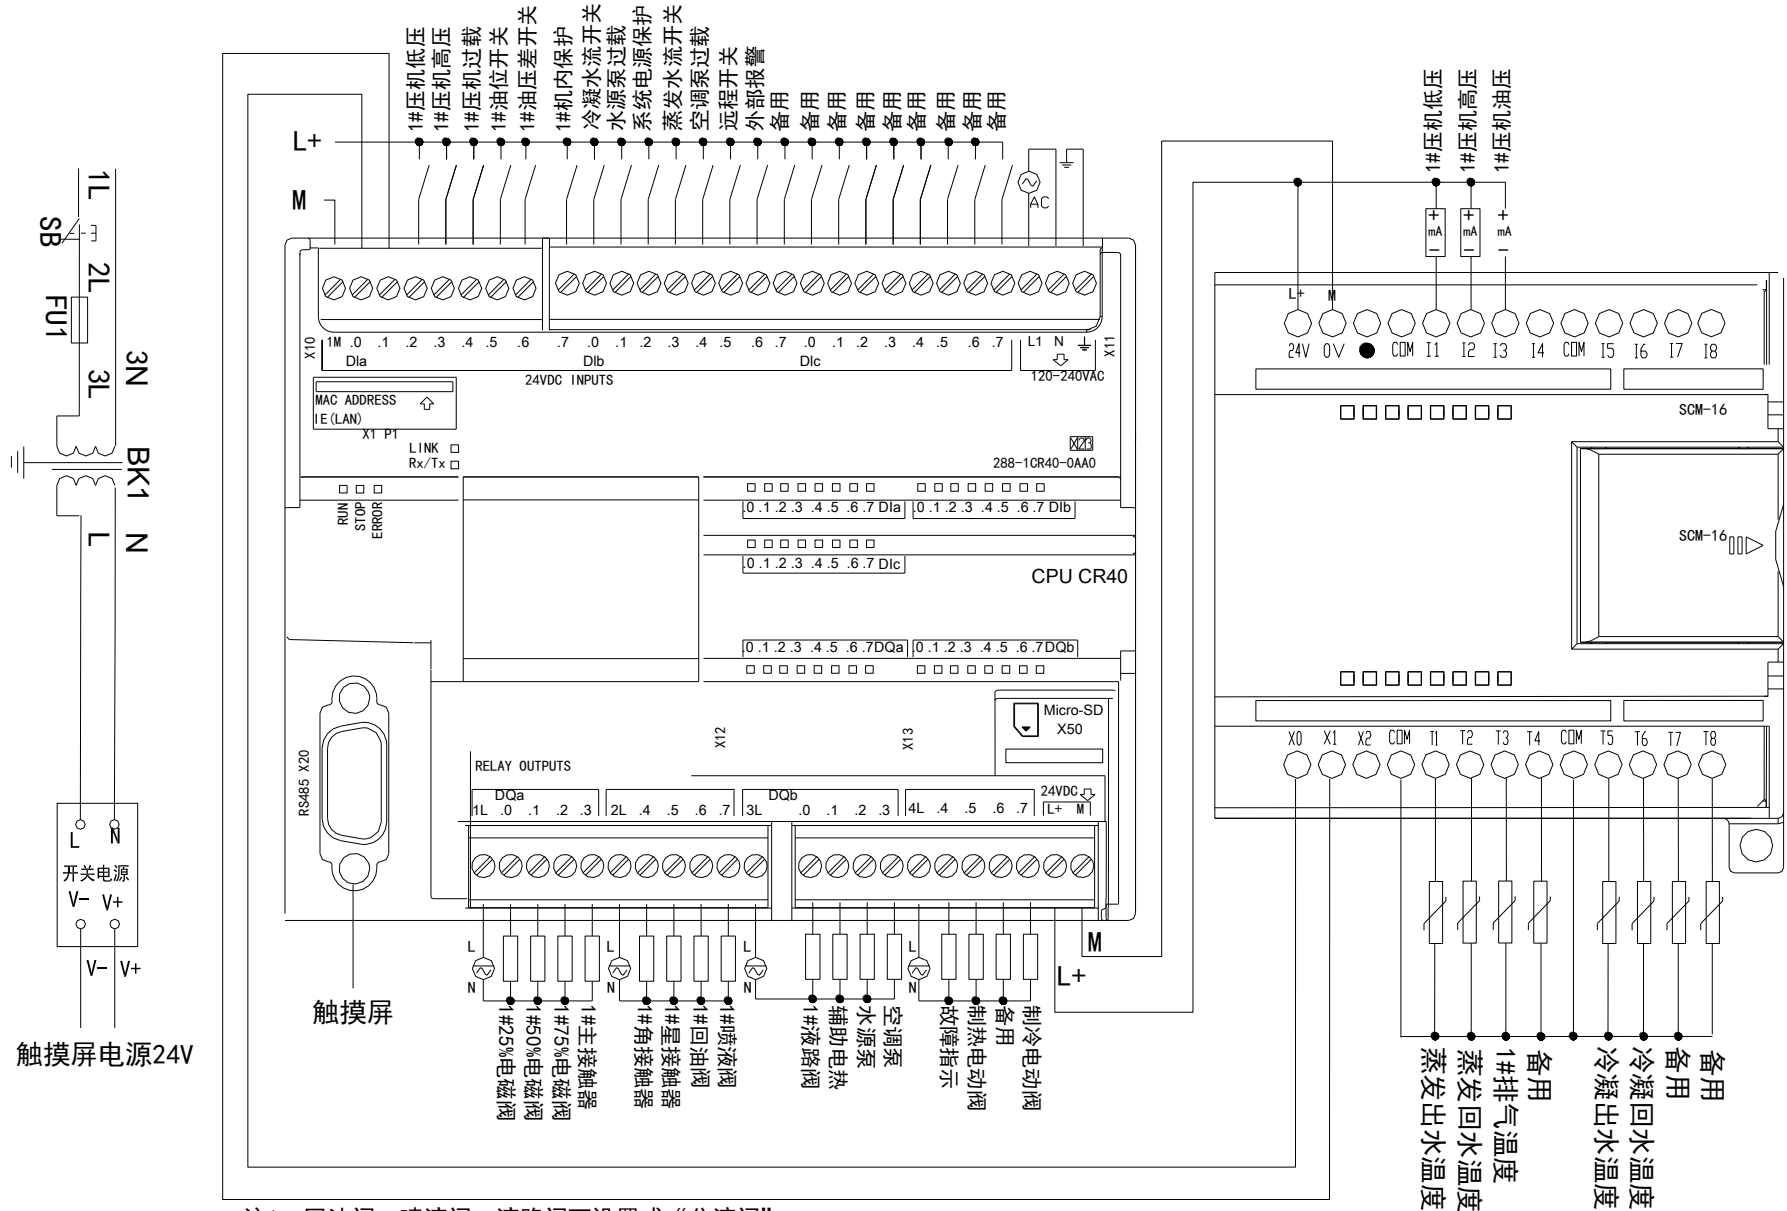 1#压机低压
1#压机高压
1#压机过载
1#油位开关
1#油压差开关
1#机内保护
冷凝水流开关
水源泵过载
系统电源保护
蒸发水流开关
空调泵过载
远程开关
外部报警
备用
备用
备用
备用
备用
备用
备用
备用
备用
L+
M
AC
1#压机低压
1#压机高压
1#压机油压
+ mA −
+ mA −
+ mA −
1L
SB
2L
FU1
3L
3N
BK1
L
N
L N
开关电源
V− V+
V− V+
触摸屏电源24V
X10
1M .0 .1 .2 .3 .4 .5 .6 .7 .0 .1 .2 .3 .4 .5 .6 .7 .0 .1 .2 .3 .4 .5 .6 .7 L1 N
X11
DIa DIb DIc
24VDC INPUTS
120-240VAC
MAC ADDRESS
IE(LAN)
X1 P1
LINK
Rx/Tx
288-1CR40-0AA0
RUN
STOP
ERROR
.0 .1 .2 .3 .4 .5 .6 .7 DIa
.0 .1 .2 .3 .4 .5 .6 .7 DIb
.0 .1 .2 .3 .4 .5 .6 .7 DIc
CPU CR40
.0 .1 .2 .3 .4 .5 .6 .7 DQa
.0 .1 .2 .3 .4 .5 .6 .7 DQb
Micro-SD
X50
X12
X13
RS485 X20
RELAY OUTPUTS
DQa DQb 24VDC
1L .0 .1 .2 .3 2L .4 .5 .6 .7 3L .0 .1 .2 .3 4L .4 .5 .6 .7 L+ M
L N
L N
L N
L N
M
L+
触摸屏
1#25%电磁阀
1#50%电磁阀
1#75%电磁阀
1#主接触器
1#角接触器
1#星接触器
1#回油阀
1#喷液阀
1#液路阀
辅助电热
水源泵
空调泵
故障指示
制热电动阀
备用
制冷电动阀
L+ M
24V 0V ● COM I1 I2 I3 I4 COM I5 I6 I7 I8
SCM-16
SCM-16
X0 X1 X2 COM T1 T2 T3 T4 COM T5 T6 T7 T8
蒸发出水温度
蒸发回水温度
1#排气温度
备用
冷凝出水温度
冷凝回水温度
备用
备用